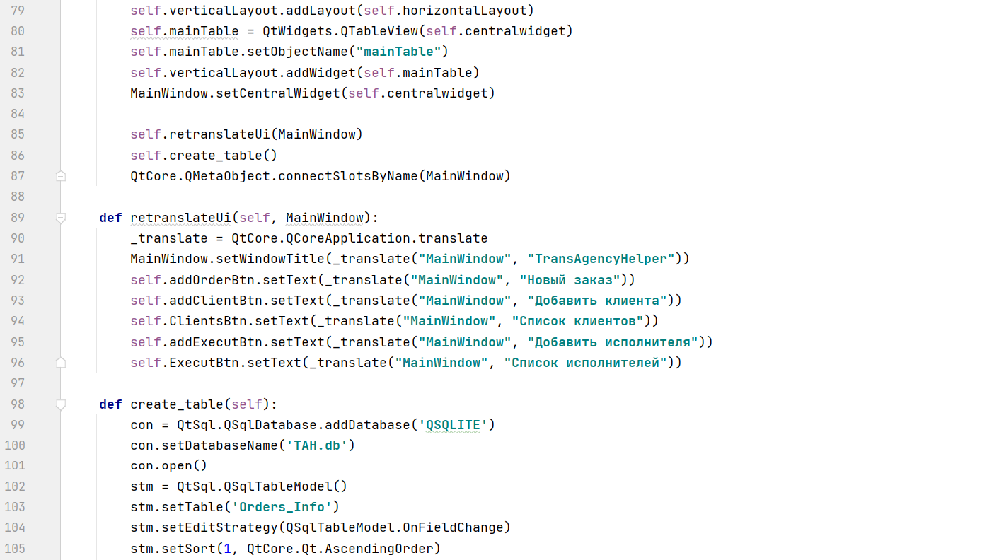 79 self.verticalLayout.addLayout(self.horizontalLayout)
80 self.mainTable = QtWidgets.QTableView(self.centralwidget)
81 self.mainTable.setObjectName("mainTable")
82 self.verticalLayout.addWidget(self.mainTable)
83 MainWindow.setCentralWidget(self.centralwidget)
84
85 self.retranslateUi(MainWindow)
86 self.create_table()
87 QtCore.QMetaObject.connectSlotsByName(MainWindow)
88
89 def retranslateUi(self, MainWindow):
90 _translate = QtCore.QCoreApplication.translate
91 MainWindow.setWindowTitle(_translate("MainWindow", "TransAgencyHelper"))
92 self.addOrderBtn.setText(_translate("MainWindow", "Новый заказ"))
93 self.addClientBtn.setText(_translate("MainWindow", "Добавить клиента"))
94 self.ClientsBtn.setText(_translate("MainWindow", "Список клиентов"))
95 self.addExecutBtn.setText(_translate("MainWindow", "Добавить исполнителя"))
96 self.ExecutBtn.setText(_translate("MainWindow", "Список исполнителей"))
97
98 def create_table(self):
99 con = QtSql.QSqlDatabase.addDatabase('QSQLITE')
100 con.setDatabaseName('TAH.db')
101 con.open()
102 stm = QtSql.QSqlTableModel()
103 stm.setTable('Orders_Info')
104 stm.setEditStrategy(QSqlTableModel.OnFieldChange)
105 stm.setSort(1, QtCore.Qt.AscendingOrder)